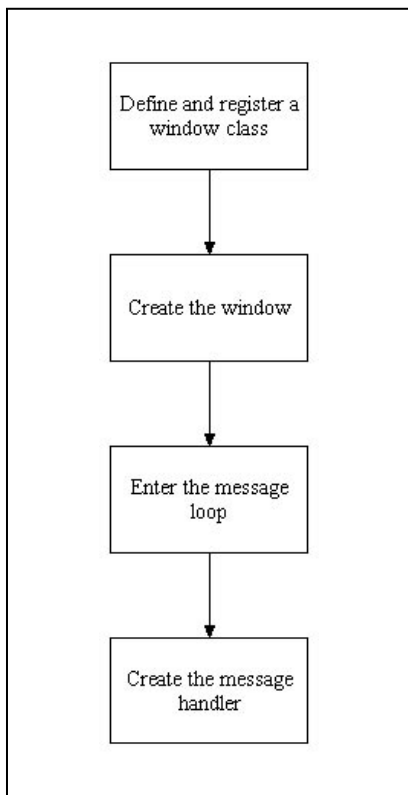 Define and register a
window class
Create the window
Enter the message
loop
Create the message
handler